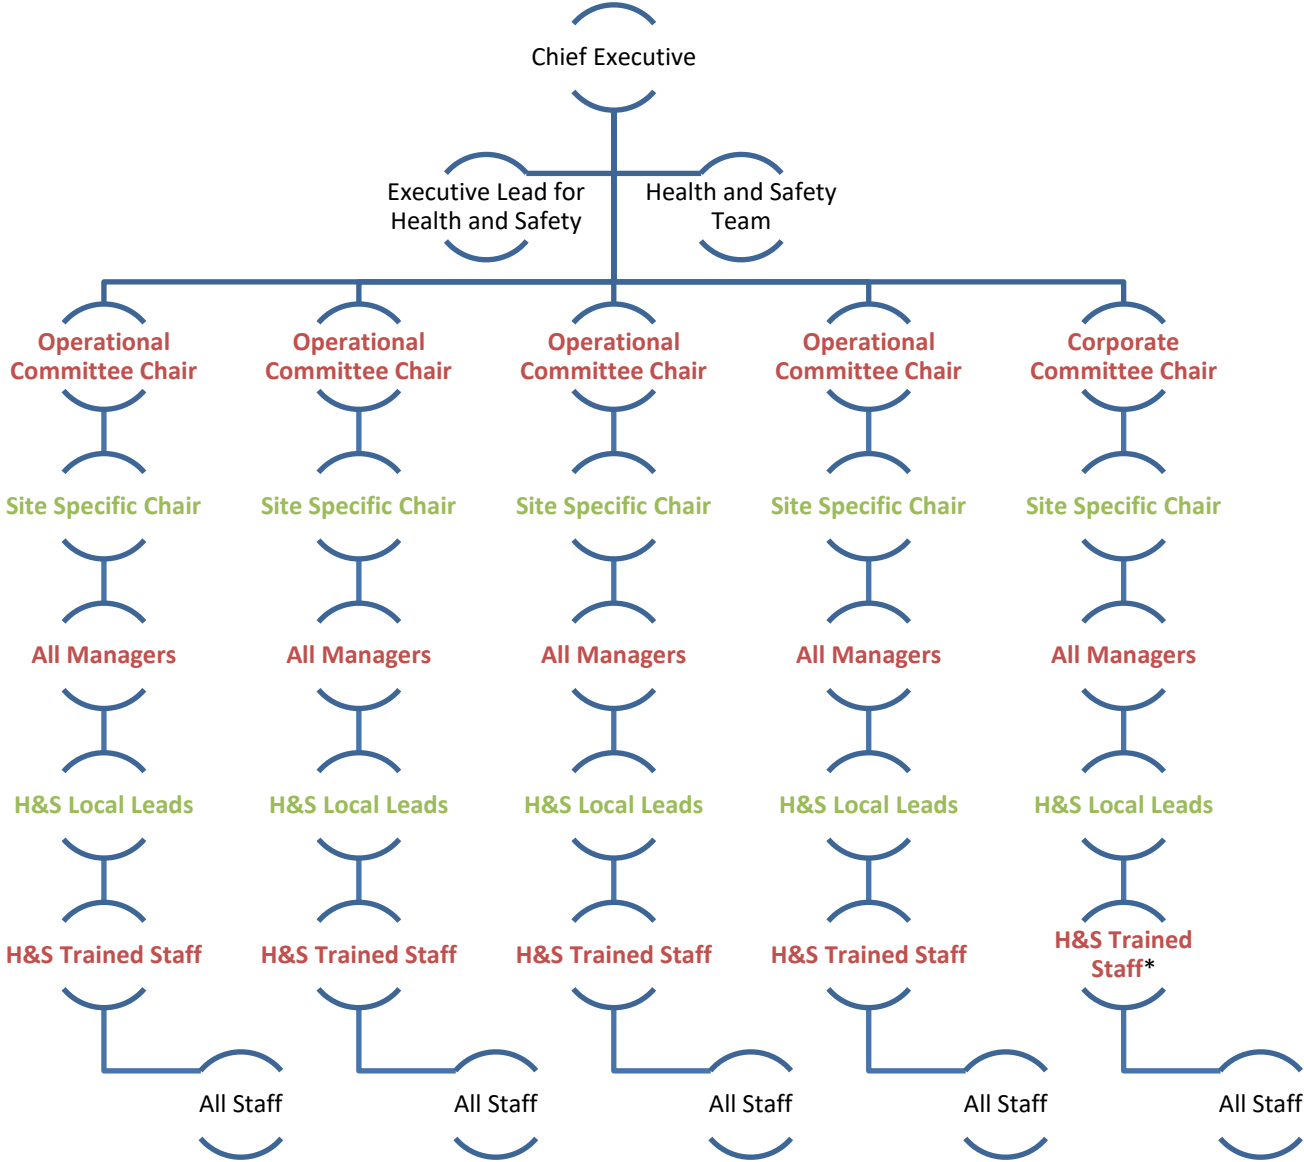 Chief Executive
Executive Lead for
Health and Safety
Health and Safety
Team
Operational
Committee Chair
Operational
Committee Chair
Operational
Committee Chair
Operational
Committee Chair
Corporate
Committee Chair
Site Specific Chair
Site Specific Chair
Site Specific Chair
Site Specific Chair
Site Specific Chair
All Managers
All Managers
All Managers
All Managers
All Managers
H&S Local Leads
H&S Local Leads
H&S Local Leads
H&S Local Leads
H&S Local Leads
H&S Trained Staff
H&S Trained Staff
H&S Trained Staff
H&S Trained Staff
H&S Trained
Staff*
All Staff
All Staff
All Staff
All Staff
All Staff